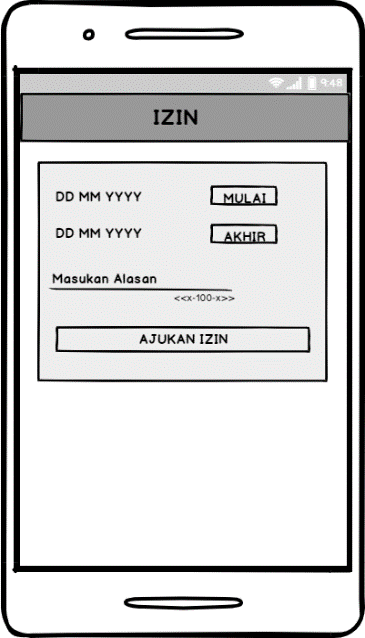 9:48
IZIN
DD MM YYYY MULAI
DD MM YYYY AKHIR
Masukan Alasan
<<x-100-x>>
AJUKAN IZIN